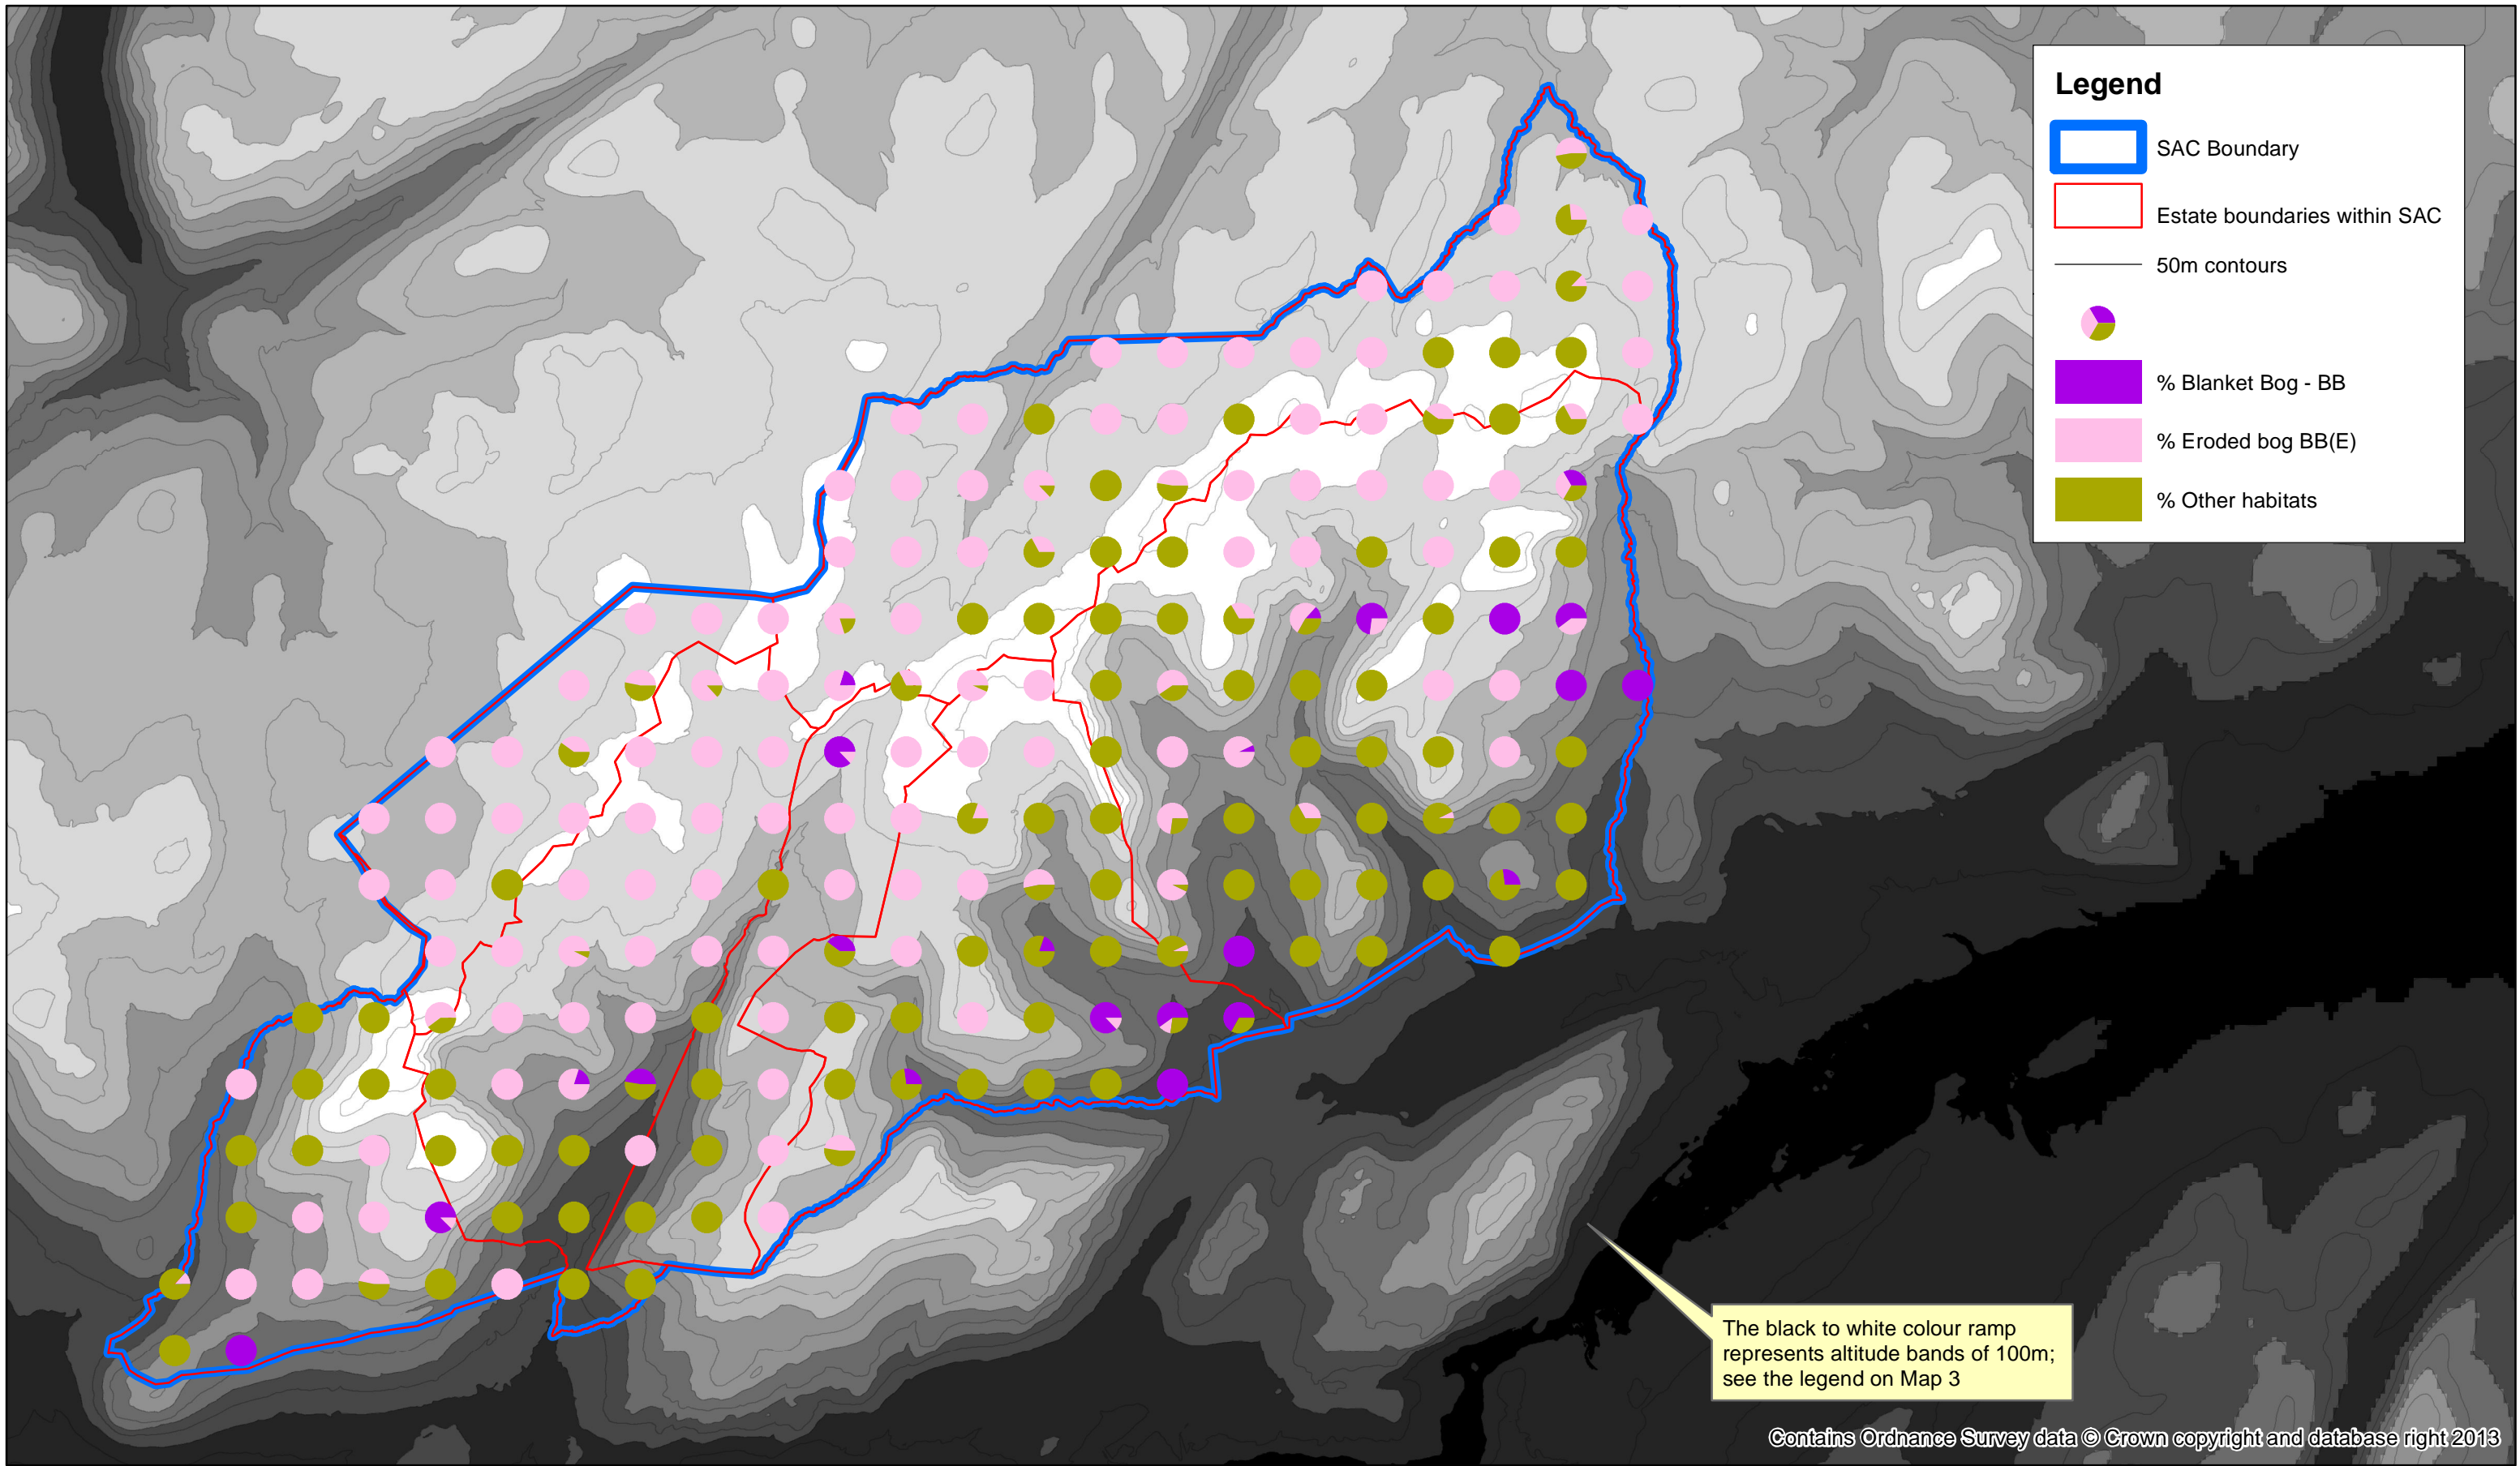 Legend
SAC Boundary
Estate boundaries within SAC
50m contours
% Blanket Bog - BB
% Eroded bog BB(E)
% Other habitats
The black to white colour ramp
represents altitude bands of 100m;
see the legend on Map 3
Contains Ordnance Survey data © Crown copyright and database right 2013